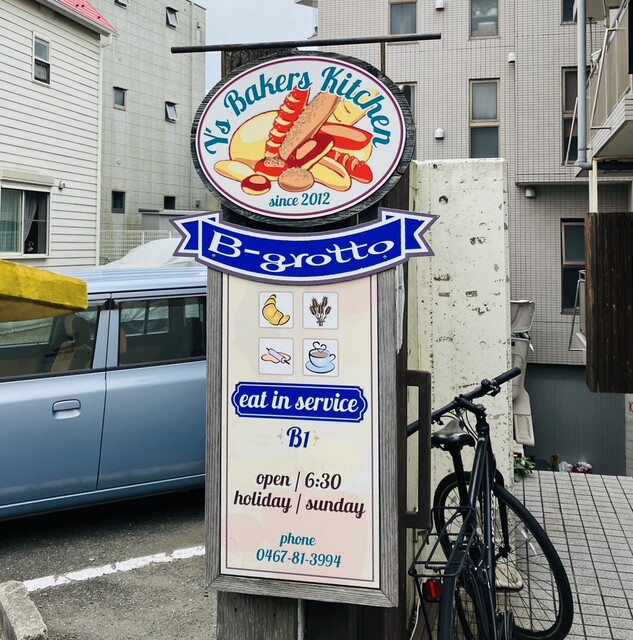 Y's Bakers Kitchen
since 2012
B-grotto
eat in service
B1
open / 6:30
holiday / sunday
phone
0467-81-3994